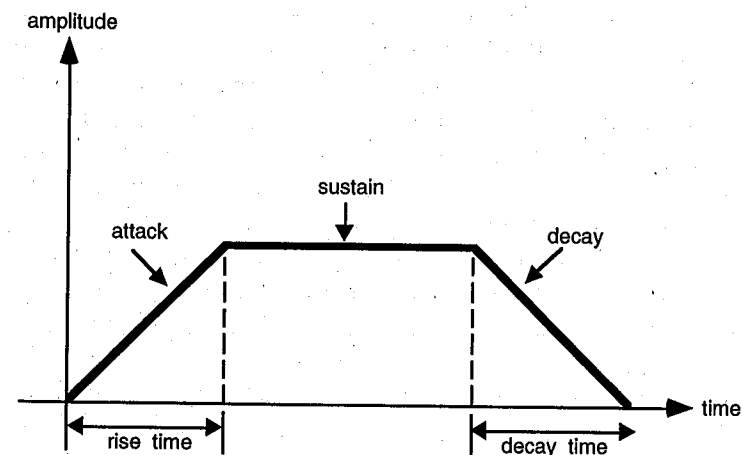 amplitude
sustain
attack
decay
time
rise time
decay time